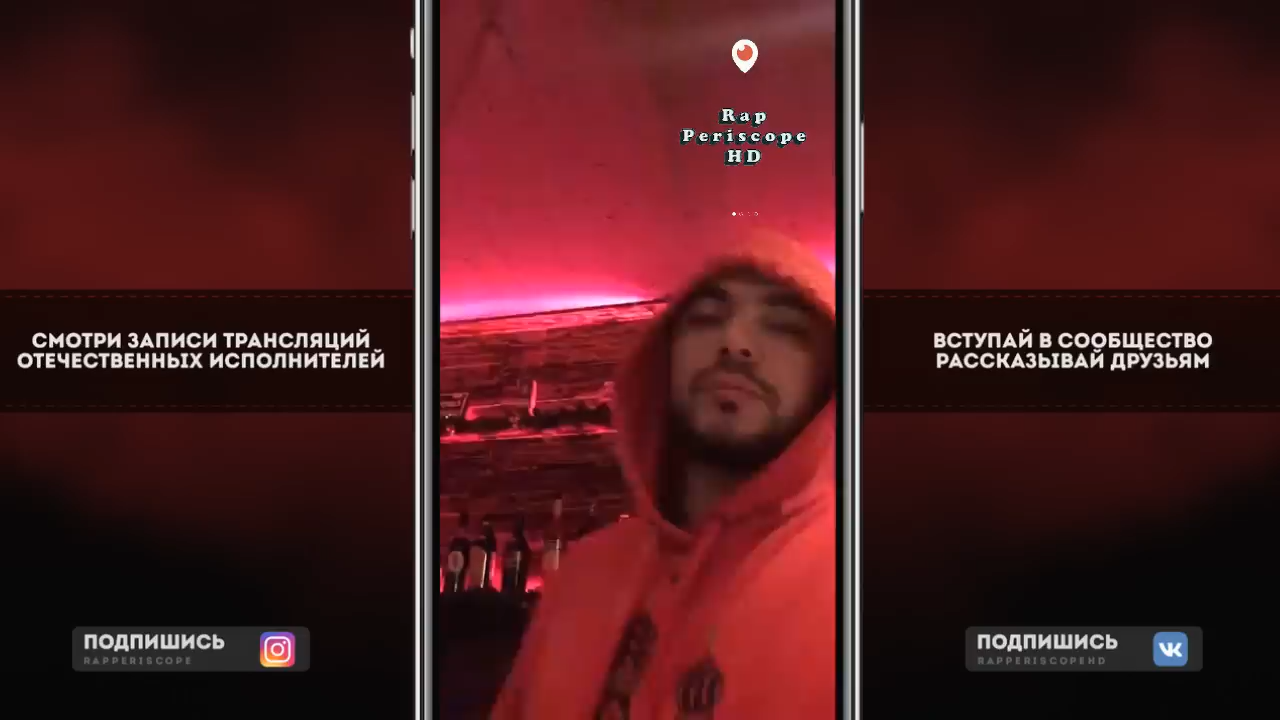 Rap
Periscope
HD
СМОТРИ ЗАПИСИ ТРАНСЛЯЦИЙ
ОТЕЧЕСТВЕННЫХ ИСПОЛНИТЕЛЕЙ
ВСТУПАЙ В СООБЩЕСТВО
РАССКАЗЫВАЙ ДРУЗЬЯМ
ПОДПИШИСЬ
RAPPERISCOPE
ПОДПИШИСЬ
RAPPERISCOPEHD